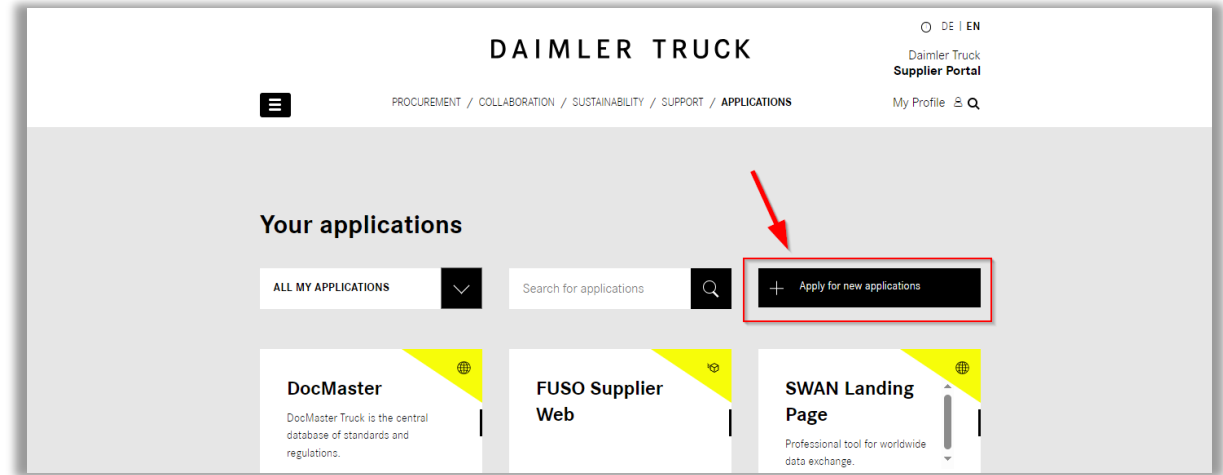 DE | EN
DAIMLER TRUCK
Daimler Truck
Supplier Portal
PROCUREMENT / COLLABORATION / SUSTAINABILITY / SUPPORT / APPLICATIONS
My Profile
Your applications
ALL MY APPLICATIONS
Search for applications
Apply for new applications
DocMaster
DocMaster Truck is the central
database of standards and
regulations.
FUSO Supplier
Web
SWAN Landing
Page
Professional tool for worldwide
data exchange.